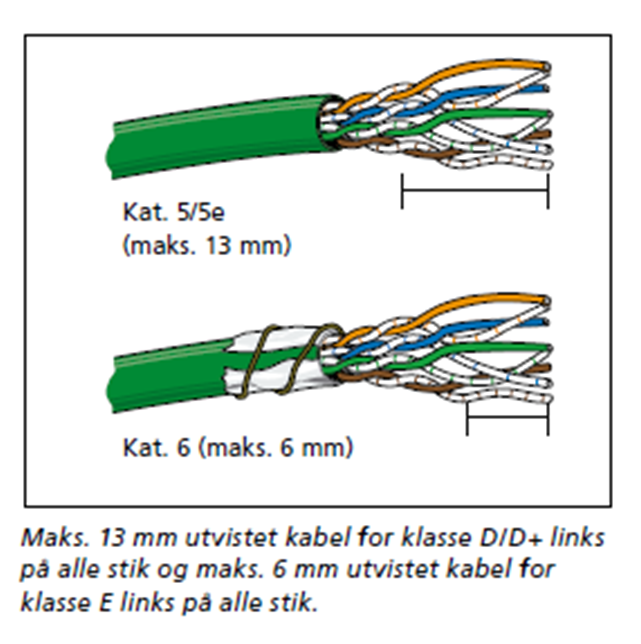 Kat. 5/5e
(maks. 13 mm)
Kat. 6 (maks. 6 mm)
Maks. 13 mm utvistet kabel for klasse D/D+ links
på alle stik og maks. 6 mm utvistet kabel for
klasse E links på alle stik.